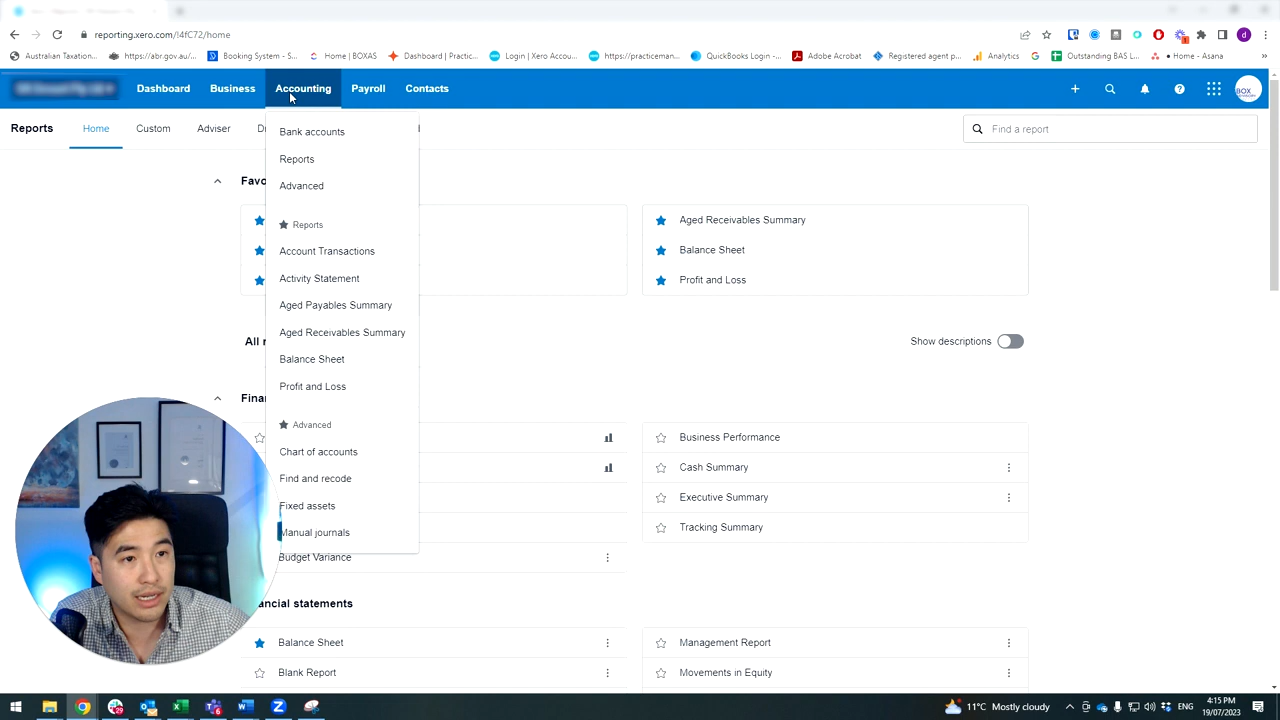 reporting.xero.com/!4fC72/home
Australian Taxation...
https://abr.gov.au/...
Booking System - S...
Home | BOXAS
Dashboard | Practic...
Login | Xero Accou...
https://practiceman...
QuickBooks Login -...
Adobe Acrobat
Registered agent p...
Analytics
Outstanding BAS L...
• Home - Asana
»
Dashboard
Business
Accounting
Payroll
Contacts
BOX
Reports
Home
Custom
Adviser
Find a report
Bank accounts
Reports
Advanced
Favo
Reports
Account Transactions
Activity Statement
Aged Payables Summary
Aged Receivables Summary
Balance Sheet
Profit and Loss
Aged Receivables Summary
Balance Sheet
Profit and Loss
All
Show descriptions
Finan
Advanced
Chart of accounts
Find and recode
Fixed assets
Manual journals
Budget Variance
Business Performance
Cash Summary
Executive Summary
Tracking Summary
ancial statements
Balance Sheet
Blank Report
Management Report
Movements in Equity
29
11°C Mostly cloudy
ENG
4:15 PM
19/07/2023